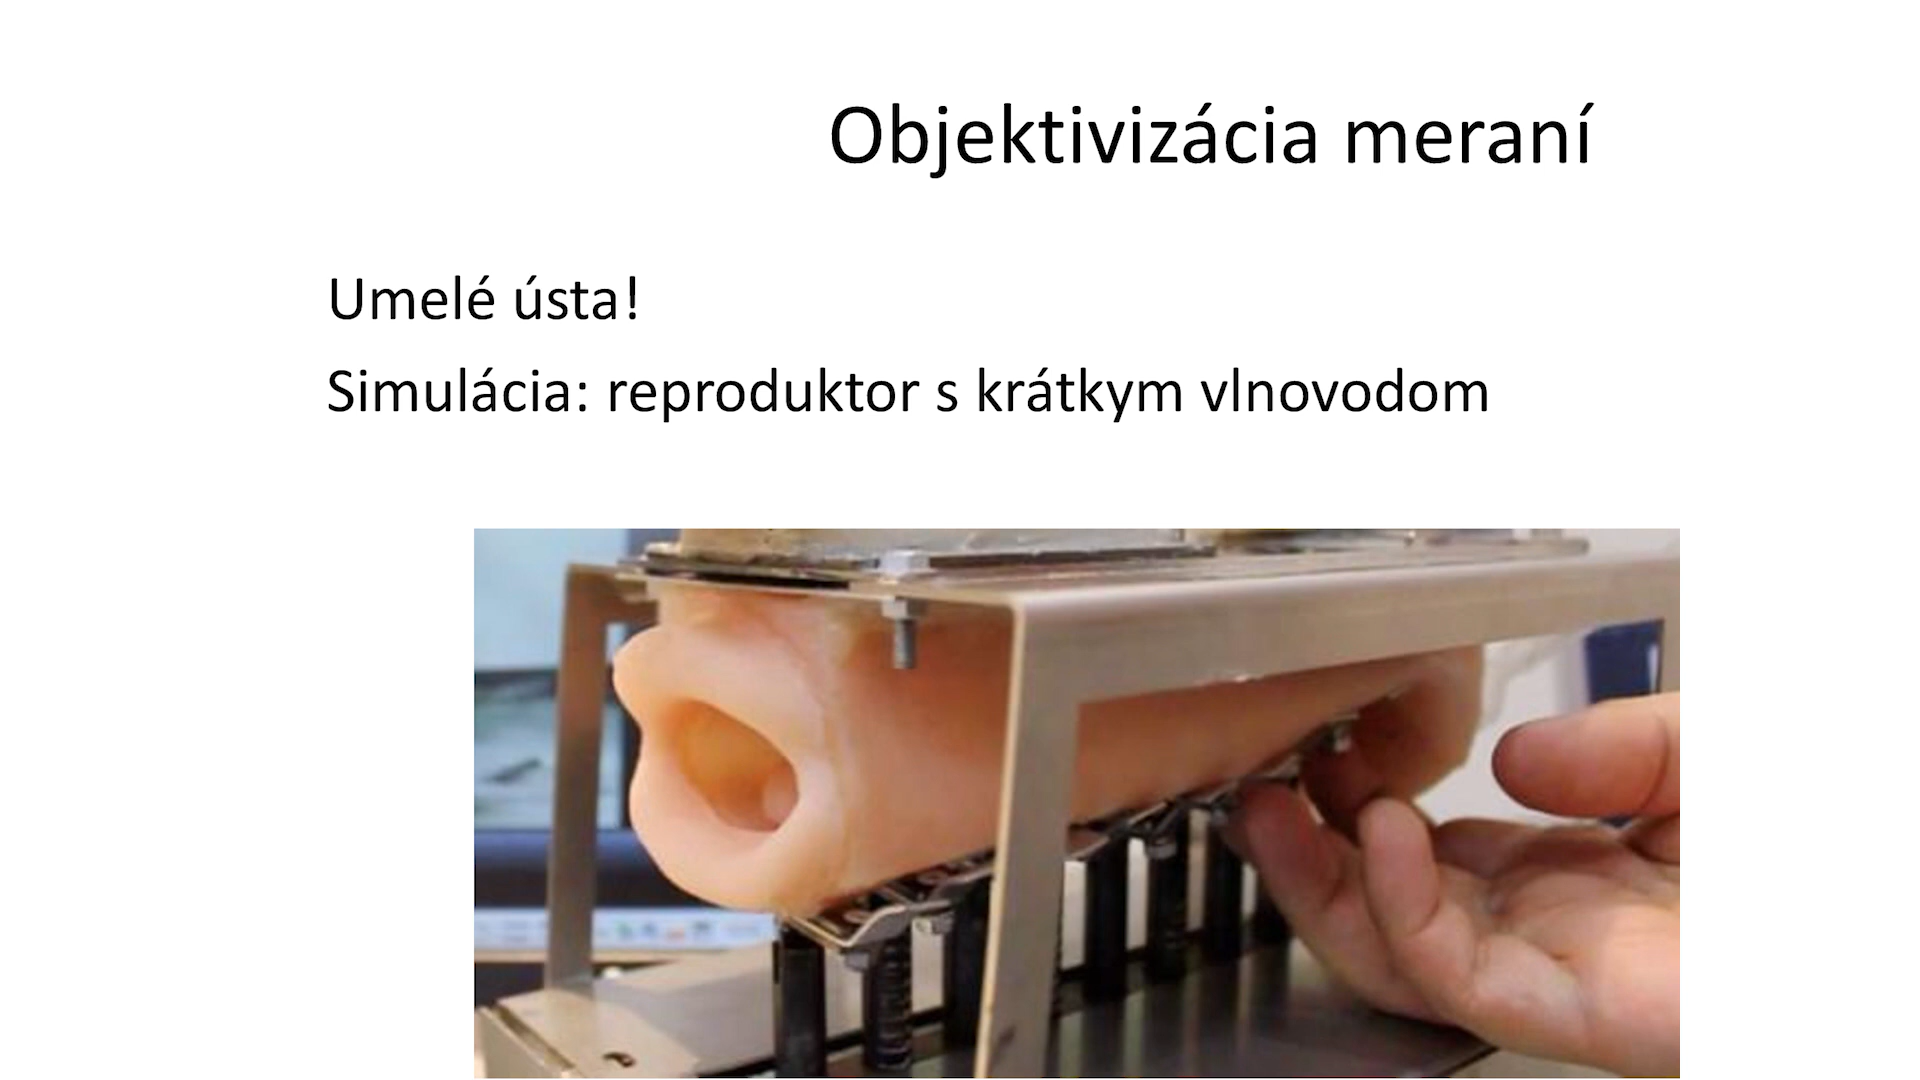 Objektivizácia meraní
Umelé ústa!
Simulácia: reproduktor s krátkym vlnovodom